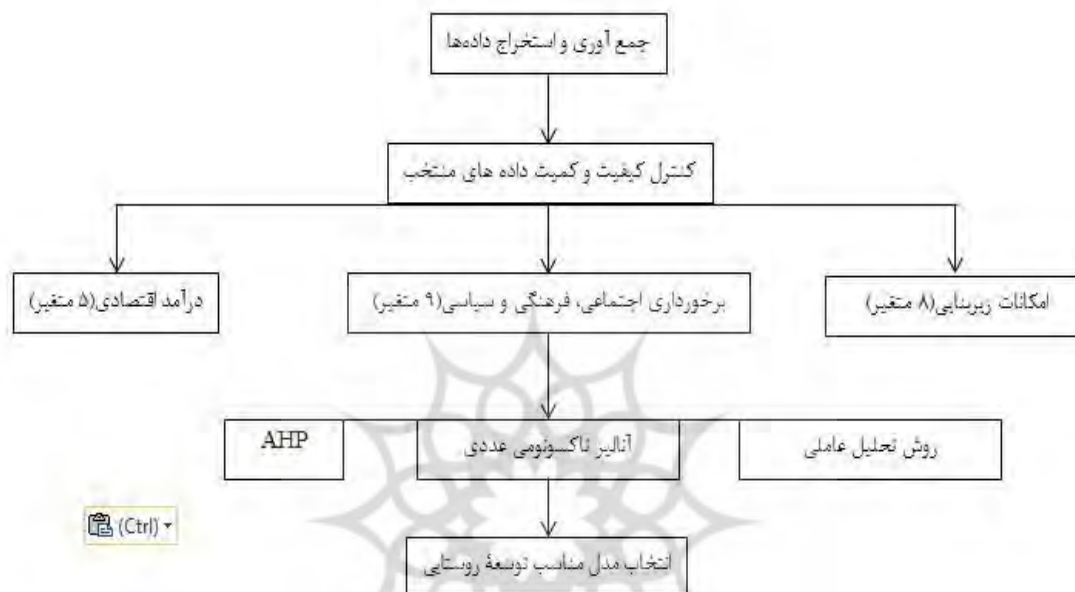 جمع آوری و استخراج داده‌ها
کنترل کیفیت و کمیت داده های منتخب
امکانات زیربنایی(۸ متغیر)
برخورداری اجتماعی، فرهنگی و سیاسی(۹ متغیر)
درآمد اقتصادی(۵ متغیر)
روش تحلیل عاملی
آنالیز تاکسونومی عددی
AHP
(Ctrl)
انتخاب مدل مناسب توسعهٔ روستایی